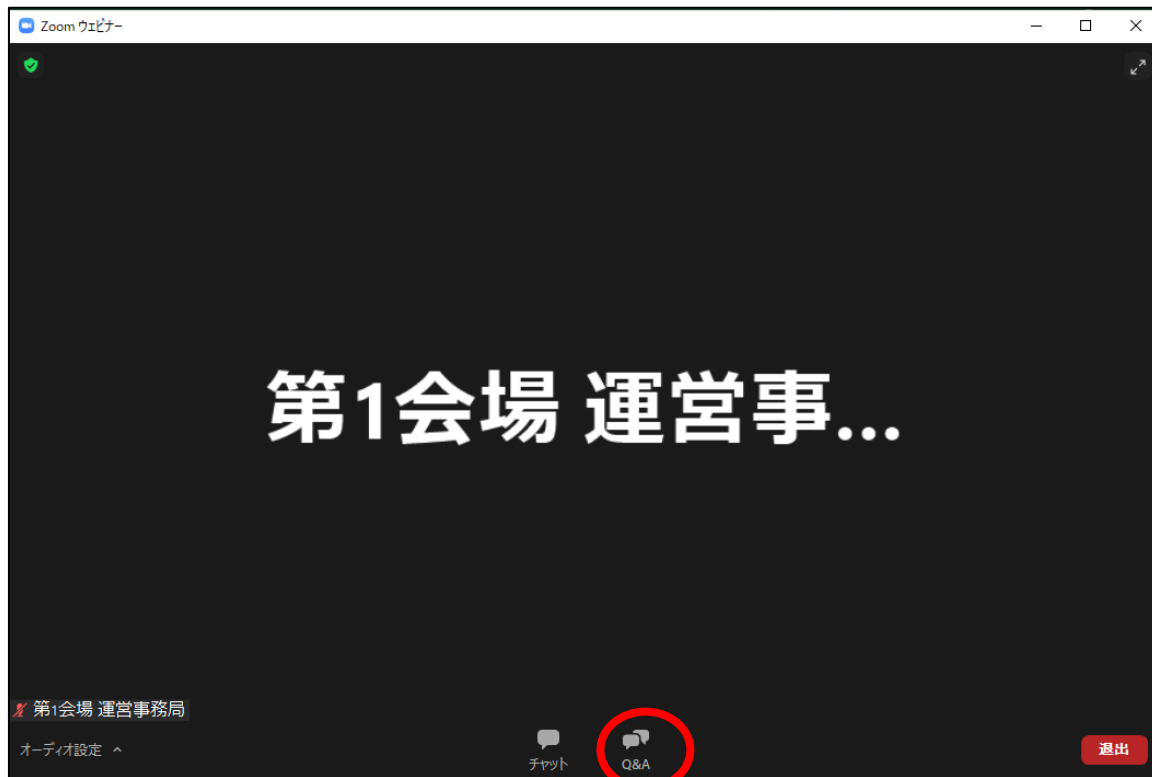 Zoom ウェビナー
第1会場 運営事...
第1会場 運営事務局
オーディオ設定
チャット
Q&A
退出